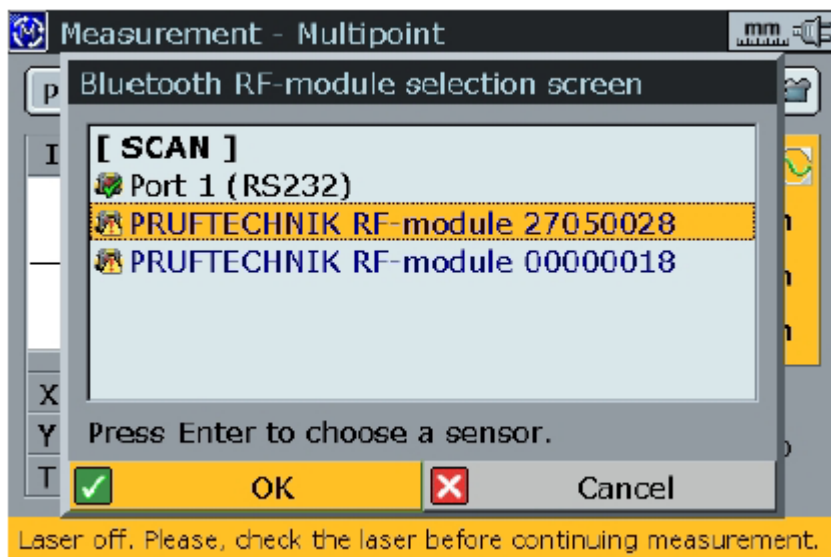 Measurement - Multipoint
mm
P
Bluetooth RF-module selection screen
I
[ SCAN ]
Port 1 (RS232)
PRUFTECHNIK RF-module 27050028
PRUFTECHNIK RF-module 00000018
X
Y
T
Press Enter to choose a sensor.
OK
Cancel
Laser off. Please, check the laser before continuing measurement.